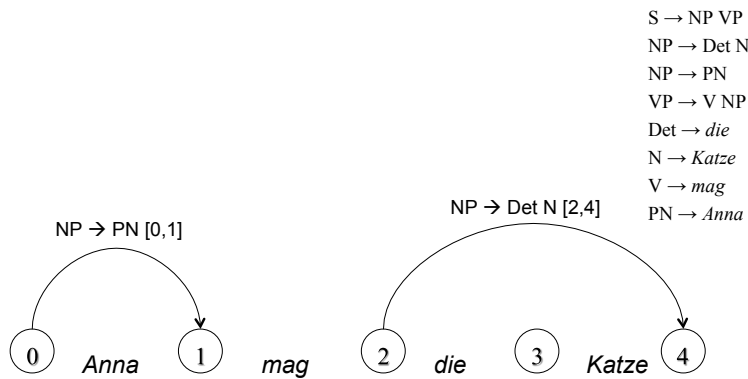 S → NP VP
NP → Det N
NP → PN
VP → V NP
Det → die
N → Katze
V → mag
PN → Anna
NP → Det N [2,4]
NP → PN [0,1]
0 Anna 1 mag 2 die 3 Katze 4